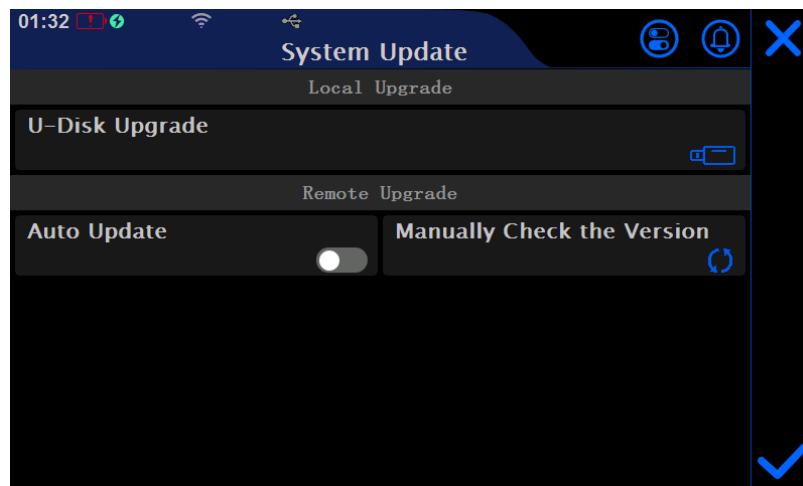 01:32
System Update
Local Upgrade
U-Disk Upgrade
Remote Upgrade
Auto Update
Manually Check the Version